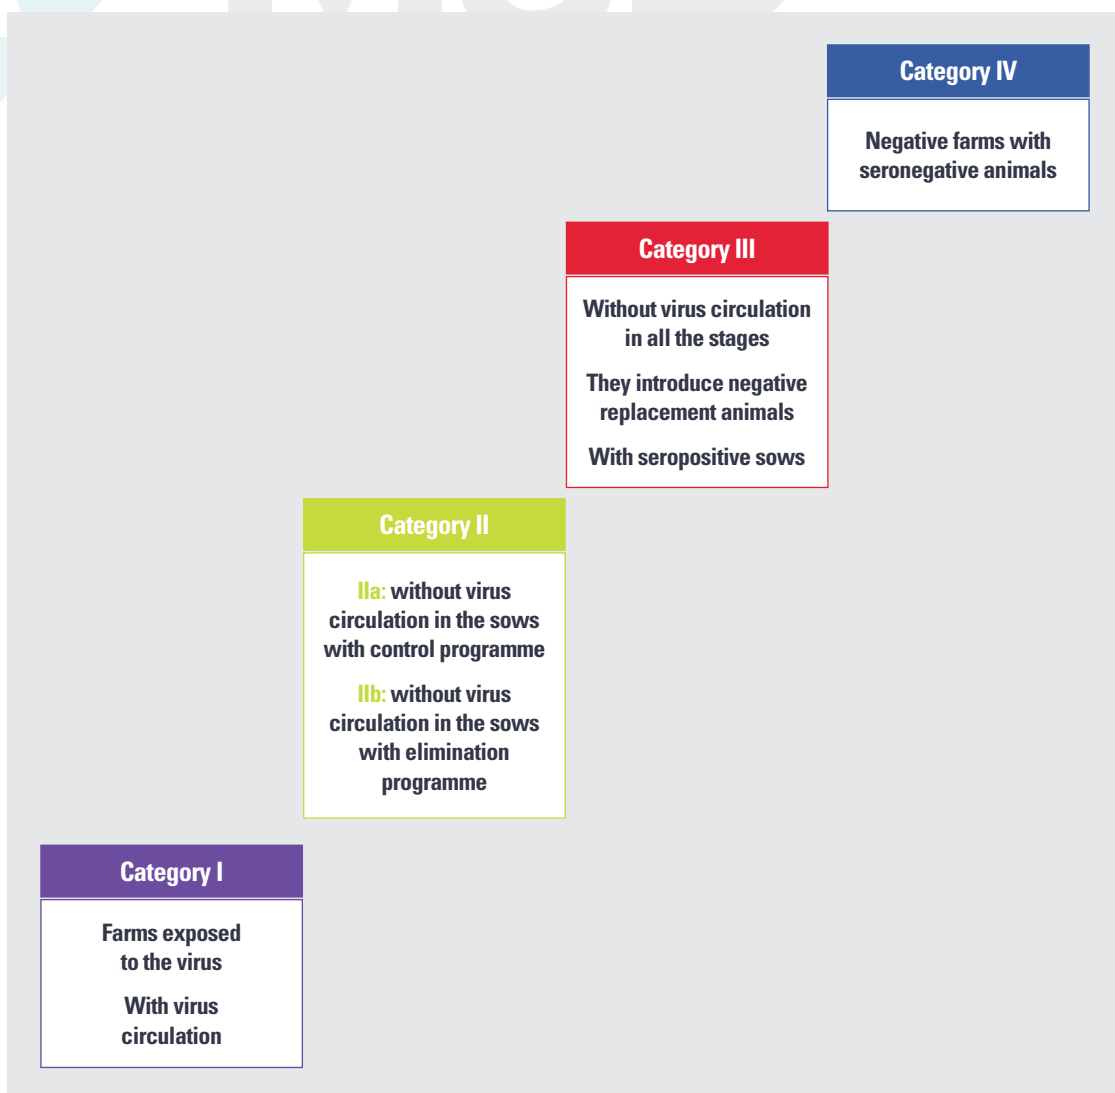 Category IV
Negative farms with
seronegative animals
Category III
Without virus circulation
in all the stages
They introduce negative
replacement animals
With seropositive sows
Category II
IIa: without virus
circulation in the sows
with control programme
IIb: without virus
circulation in the sows
with elimination
programme
Category I
Farms exposed
to the virus
With virus
circulation